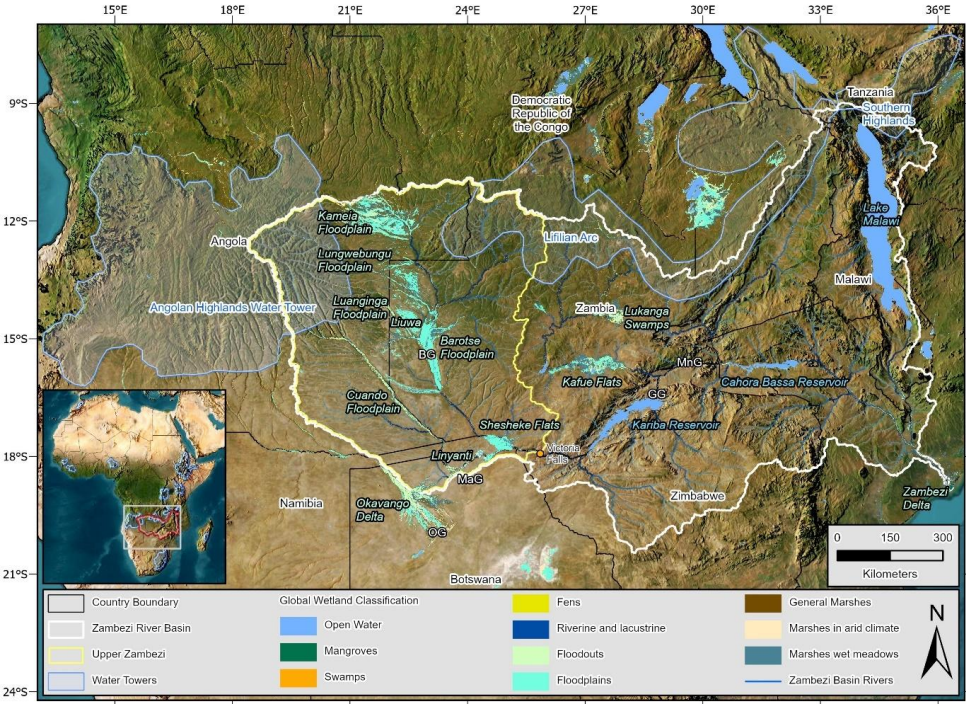 15°E 18°E 21°E 24°E 27°E 30°E 33°E 36°E
9°S
12°S
15°S
18°S
21°S
24°S
Democratic
Republic of
the Congo
Tanzania
Southern
Highlands
Kameia
Floodplain
Angola
Lungwebungu
Floodplain
Lifilian Arc
Lake
Malawi
Malawi
Angolan Highlands Water Tower
Luanginga
Floodplain
Liuwa
Zambia
Lukanga
Swamps
BG
Barotse
Floodplain
MnG
Kafue Flats
Cahora Bassa Reservoir
GG
Cuando
Floodplain
Kariba Reservoir
Shesheke Flats
Victoria
Falls
Linyanti
MaG
Namibia
Okavango
Delta
OG
Zimbabwe
Zambezi
Delta
Botswana
0 150 300
Kilometers
Country Boundary
Zambezi River Basin
Upper Zambezi
Water Towers
Global Wetland Classification
Open Water
Mangroves
Swamps
Fens
Riverine and lacustrine
Floodouts
Floodplains
General Marshes
Marshes in arid climate
Marshes wet meadows
Zambezi Basin Rivers
N